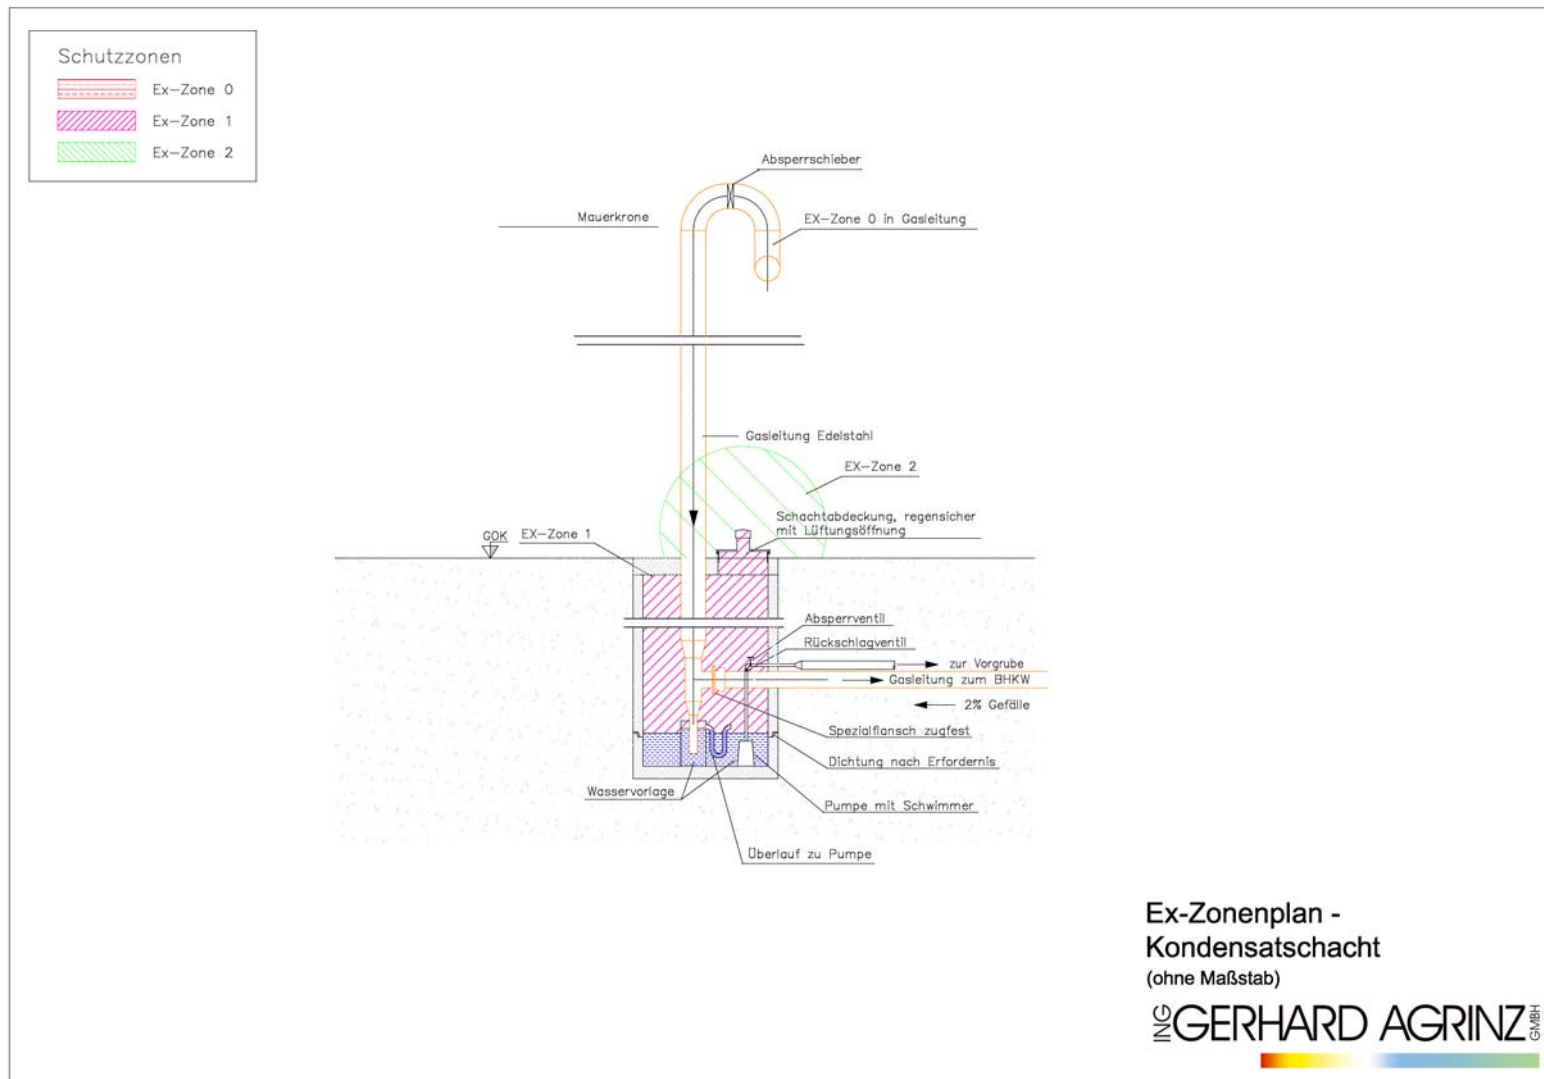 Schutzzonen
Ex-Zone 0
Ex-Zone 1
Ex-Zone 2
Absperrschieber
Mauerkrone
EX-Zone 0 in Gasleitung
Gasleitung Edelstahl
EX-Zone 2
Schachtabdeckung, regensicher
mit Lüftungsöffnung
GOK
EX-Zone 1
Absperrventil
Rückschlagventil
zur Vorgrube
Gasleitung zum BHKW
2% Gefälle
Spezialflansch zugfest
Dichtung nach Erfordernis
Wasservorlage
Pumpe mit Schwimmer
Überlauf zu Pumpe
Ex-Zonenplan -
Kondensatschacht
(ohne Maßstab)
ING GERHARD AGRINZ GMBH